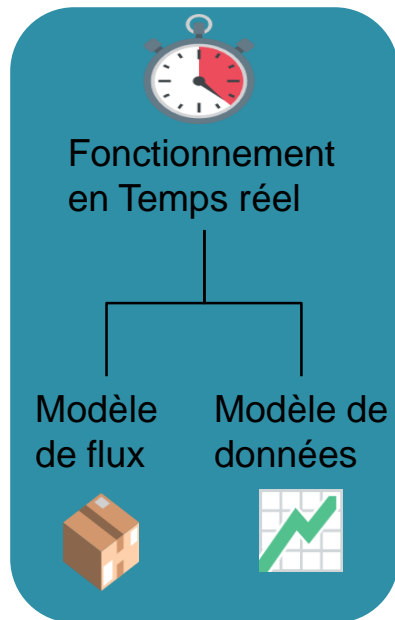 Fonctionnement
en Temps réel
Modèle
de flux
Modèle de
données